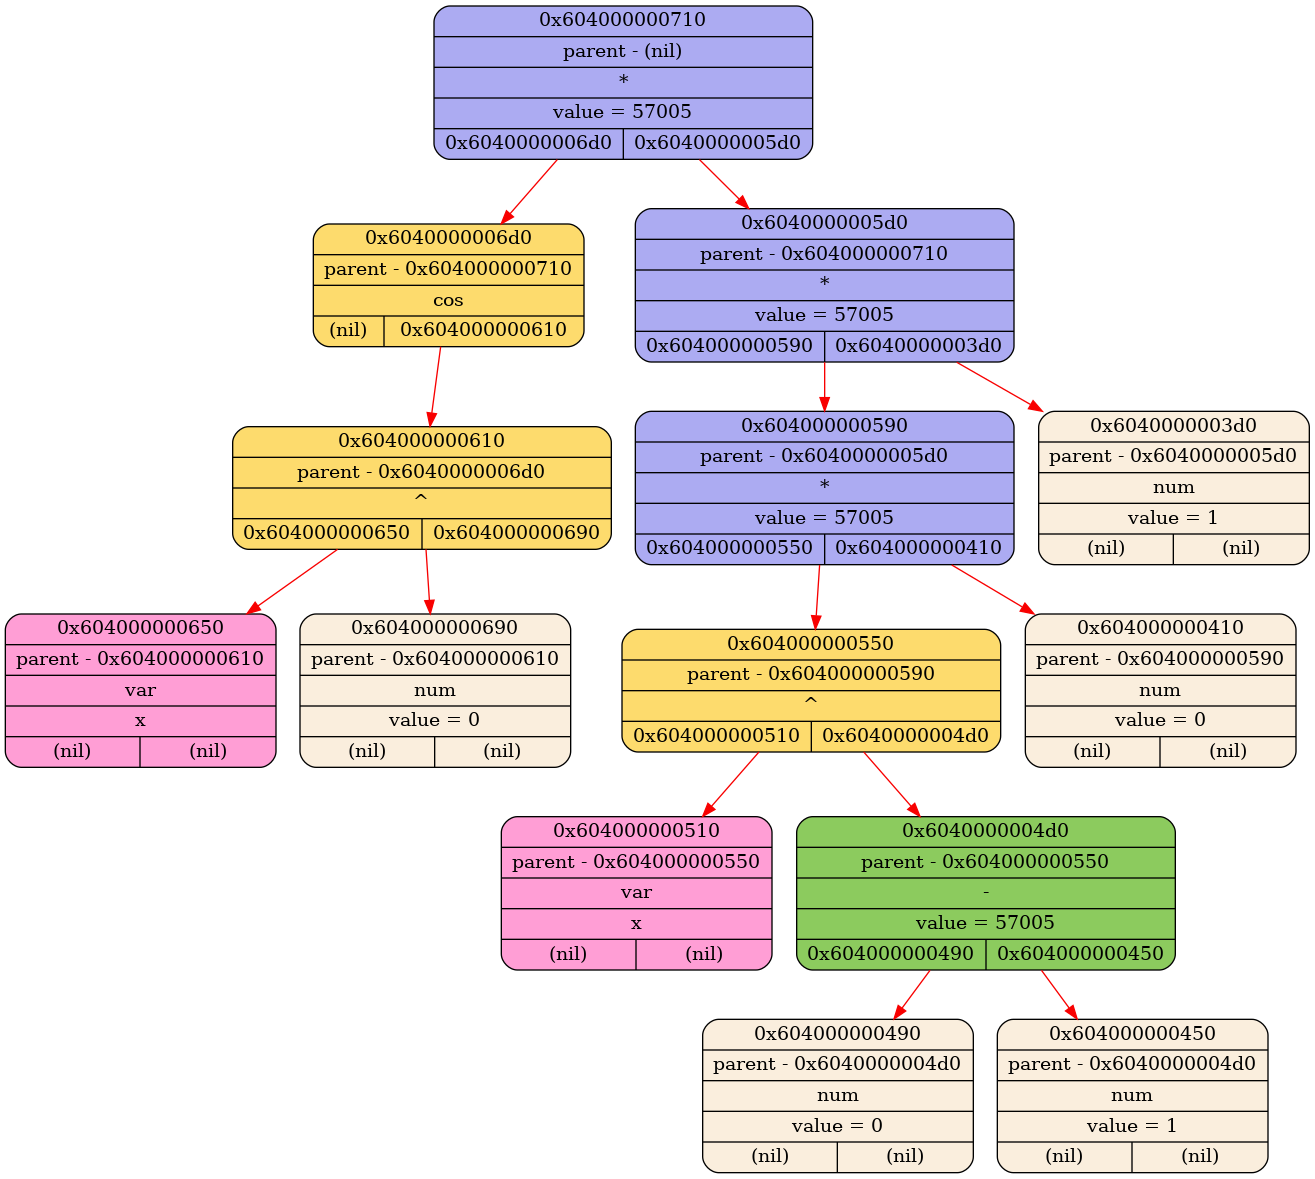 0x604000000710
parent - (nil)
*
value = 57005
0x6040000006d0 0x6040000005d0
0x6040000006d0
parent - 0x604000000710
cos
(nil) 0x604000000610
0x6040000005d0
parent - 0x604000000710
*
value = 57005
0x604000000590 0x6040000003d0
0x604000000610
parent - 0x6040000006d0
^
0x604000000650 0x604000000690
0x604000000590
parent - 0x6040000005d0
*
value = 57005
0x604000000550 0x604000000410
0x6040000003d0
parent - 0x6040000005d0
num
value = 1
(nil) (nil)
0x604000000650
parent - 0x604000000610
var
x
(nil) (nil)
0x604000000690
parent - 0x604000000610
num
value = 0
(nil) (nil)
0x604000000550
parent - 0x604000000590
^
0x604000000510 0x6040000004d0
0x604000000410
parent - 0x604000000590
num
value = 0
(nil) (nil)
0x604000000510
parent - 0x604000000550
var
x
(nil) (nil)
0x6040000004d0
parent - 0x604000000550
-
value = 57005
0x604000000490 0x604000000450
0x604000000490
parent - 0x6040000004d0
num
value = 0
(nil) (nil)
0x604000000450
parent - 0x6040000004d0
num
value = 1
(nil) (nil)